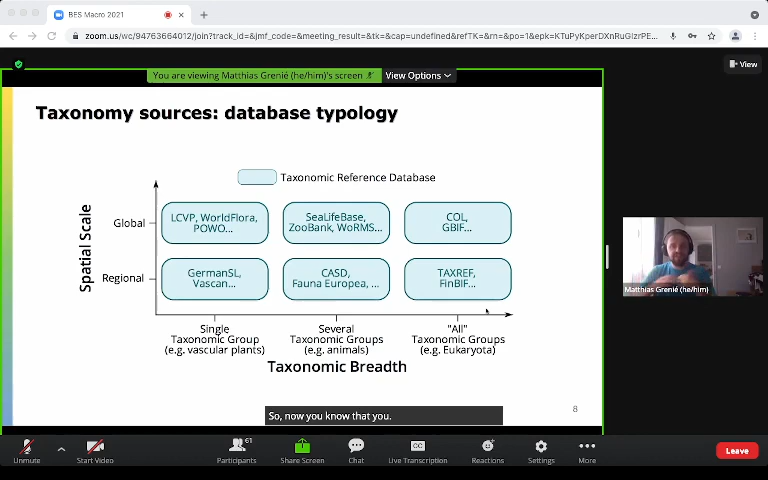 BES Macro 2021
zoom.us/wc/94763664012/join?track_id=&jmf_code=&meeting_result=&tk=&cap=undefined&refTK=&rn=&po=1&epk=KTuPyKperDXnRuGlzrPE...
You are viewing Matthias Grenié (he/him)'s screen
View Options
View
Taxonomy sources: database typology
Taxonomic Reference Database
Spatial Scale
Global
LCVP, WorldFlora,
POWO...
SeaLifeBase,
ZooBank, WoRMS...
COL,
GBIF...
Regional
GermanSL,
Vascan...
CASD,
Fauna Europea, ...
TAXREF,
FinBIF...
Single
Taxonomic Group
(e.g. vascular plants)
Several
Taxonomic Groups
(e.g. animals)
"All"
Taxonomic Groups
(e.g. Eukaryota)
Taxonomic Breadth
Matthias Grenié (he/him)
So, now you know that you.
8
Unmute
Start Video
61
Participants
Share Screen
Chat
CC
Live Transcription
Reactions
Settings
More
Leave